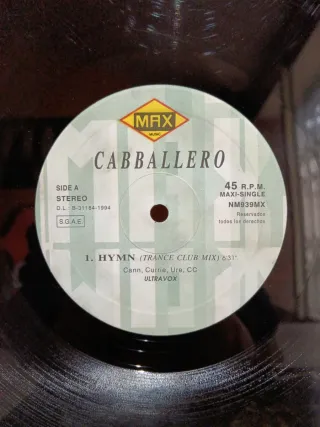 MAX
MUSIC
CABBALLERO
SIDE A
STEREO
D.L.: B-31184-1994
S.G.A.E.
45 R.P.M.
MAXI-SINGLE
NM939MX
Reservados
todos los derechos
1. HYMN (TRANCE CLUB MIX) 6'31"
Cann, Currie, Ure, CC
ULTRAVOX